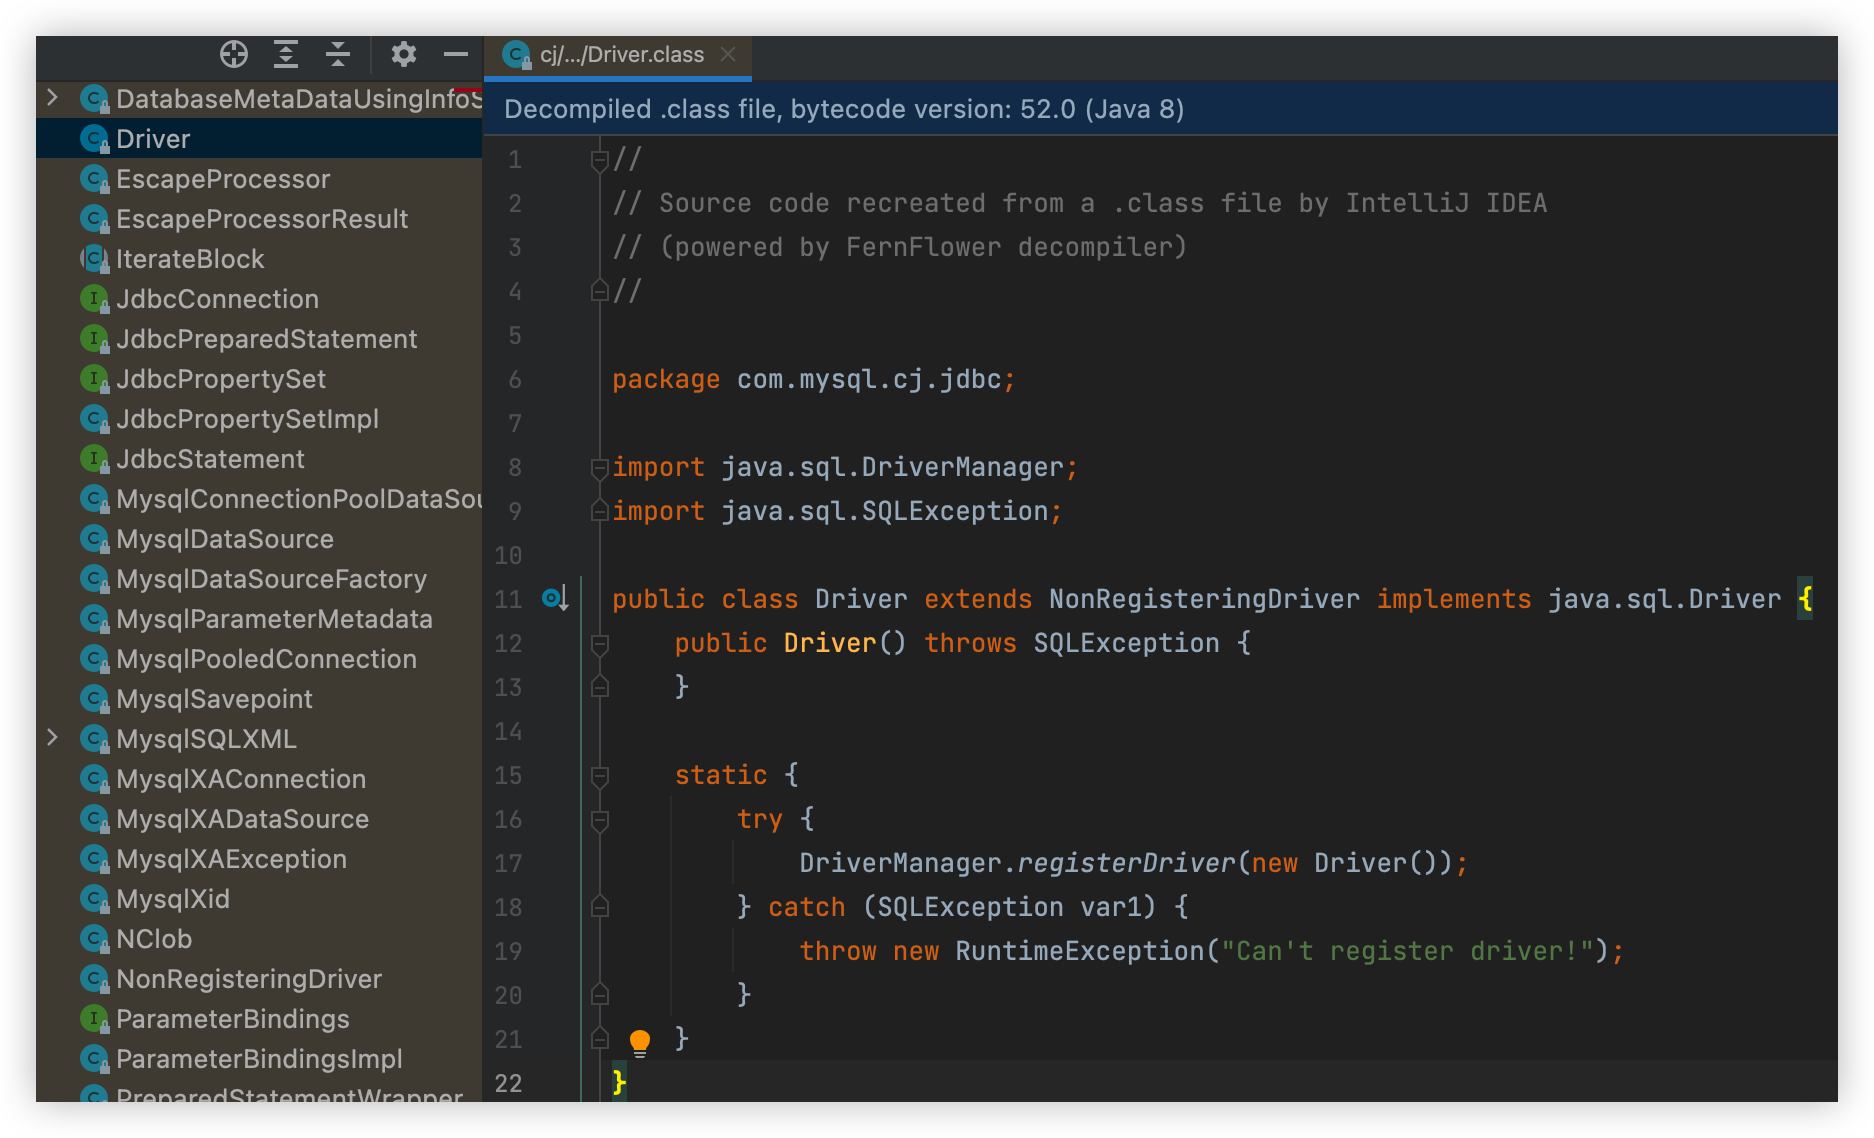 DatabaseMetaDataUsingInfoS
Driver
EscapeProcessor
EscapeProcessorResult
IterateBlock
JdbcConnection
JdbcPreparedStatement
JdbcPropertySet
JdbcPropertySetImpl
JdbcStatement
MysqlConnectionPoolDataSou
MysqlDataSource
MysqlDataSourceFactory
MysqlParameterMetadata
MysqlPooledConnection
MysqlSavepoint
MysqlSQLXML
MysqlXAConnection
MysqlXADataSource
MysqlXAException
MysqlXid
NClob
NonRegisteringDriver
ParameterBindings
ParameterBindingsImpl
PreparedStatementWrapper
cj/.../Driver.class
Decompiled .class file, bytecode version: 52.0 (Java 8)
1 //
2 // Source code recreated from a .class file by IntelliJ IDEA
3 // (powered by FernFlower decompiler)
4 //
5
6 package com.mysql.cj.jdbc;
7
8 import java.sql.DriverManager;
9 import java.sql.SQLException;
10
11 public class Driver extends NonRegisteringDriver implements java.sql.Driver {
12 public Driver() throws SQLException {
13 }
14
15 static {
16 try {
17 DriverManager.registerDriver(new Driver());
18 } catch (SQLException var1) {
19 throw new RuntimeException("Can't register driver!");
20 }
21 }
22 }